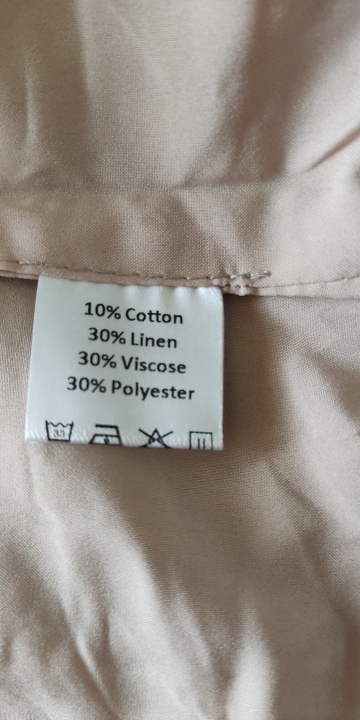 10% Cotton
30% Linen
30% Viscose
30% Polyester
30